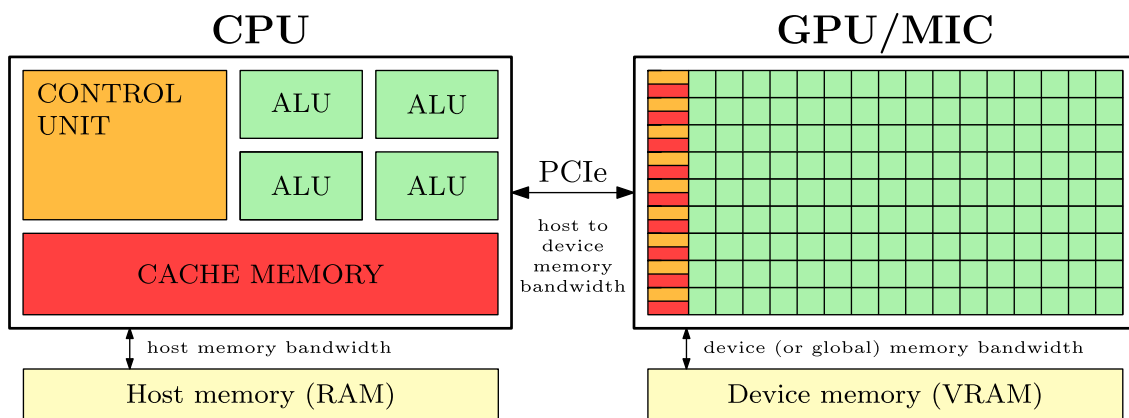 CPU
GPU/MIC
CONTROL
UNIT
ALU
ALU
ALU
ALU
CACHE MEMORY
PCIe
host to
device
memory
bandwidth
host memory bandwidth
device (or global) memory bandwidth
Host memory (RAM)
Device memory (VRAM)